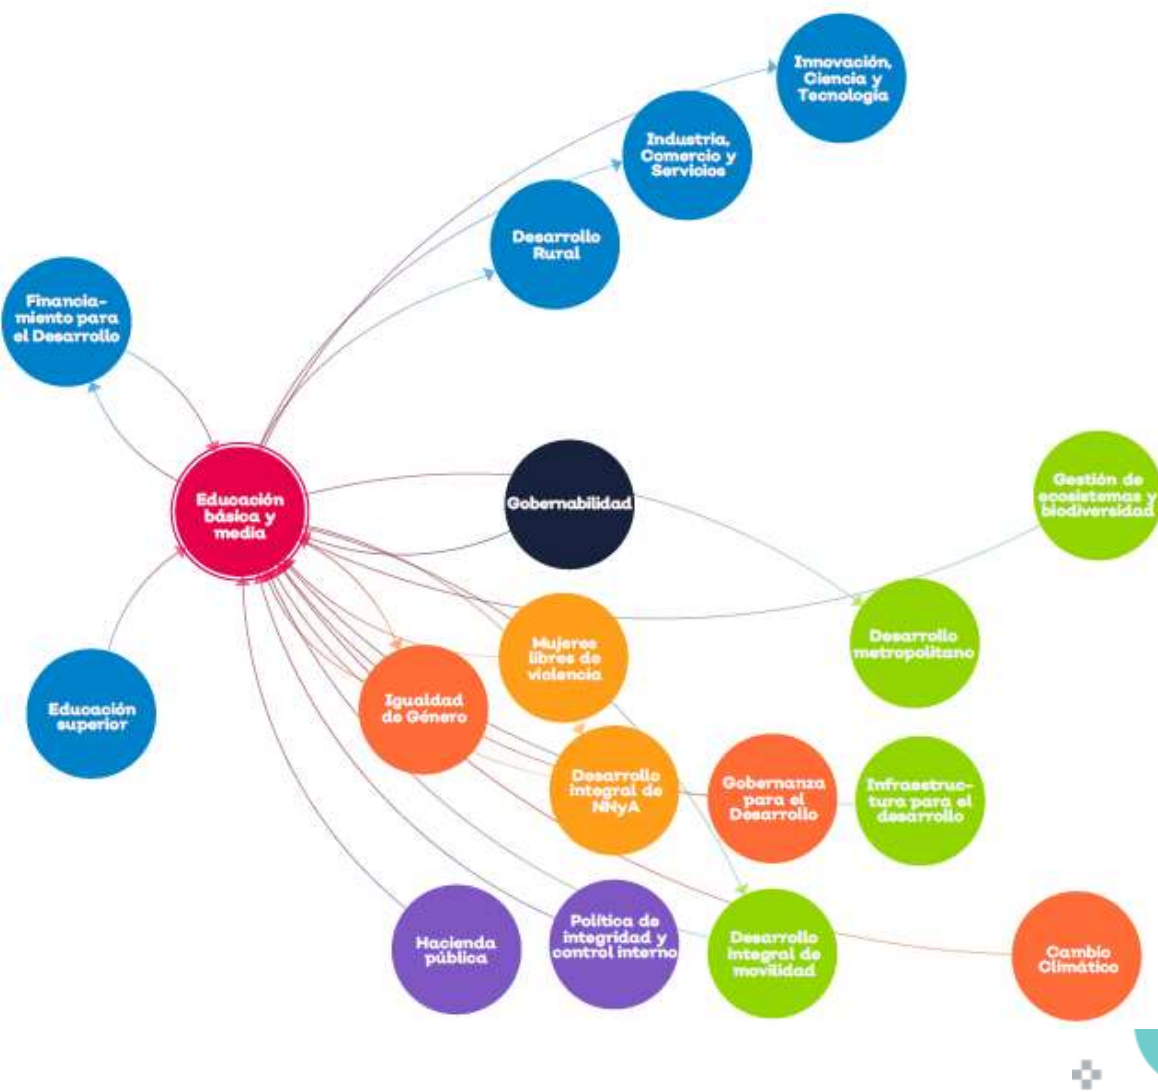 Innovación,
Ciencia y
Tecnología
Industria,
Comercio y
Servicios
Desarrollo
Rural
Financia-
miento para
el Desarrollo
Educación
básica y
media
Gobernabilidad
Gestión de
ecosistemas y
biodiversidad
Mujeres
libres de
violencia
Desarrollo
metropolitano
Igualdad
de Género
Educación
superior
Desarrollo
integral de
NNyA
Gobernanza
para el
Desarrollo
Infraestruc-
tura para el
desarrollo
Hacienda
pública
Política de
integridad y
control interno
Desarrollo
integral de
movilidad
Cambio
Climático